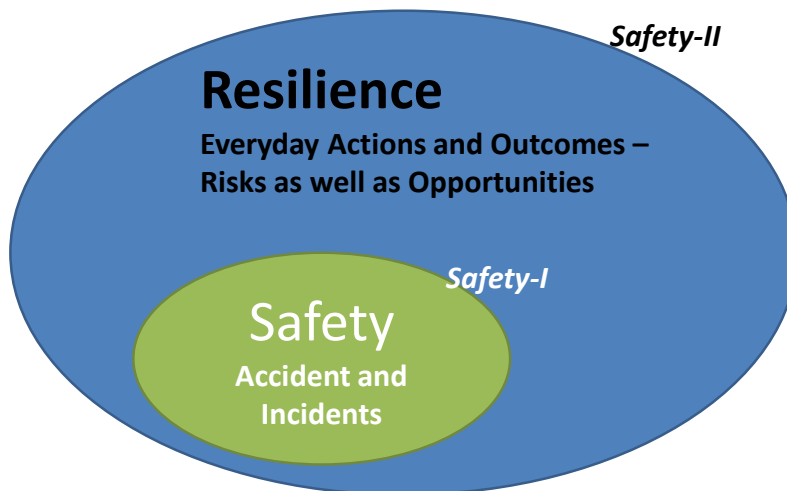 Safety-II
Resilience
Everyday Actions and Outcomes –
Risks as well as Opportunities
Safety-I
Safety
Accident and
Incidents